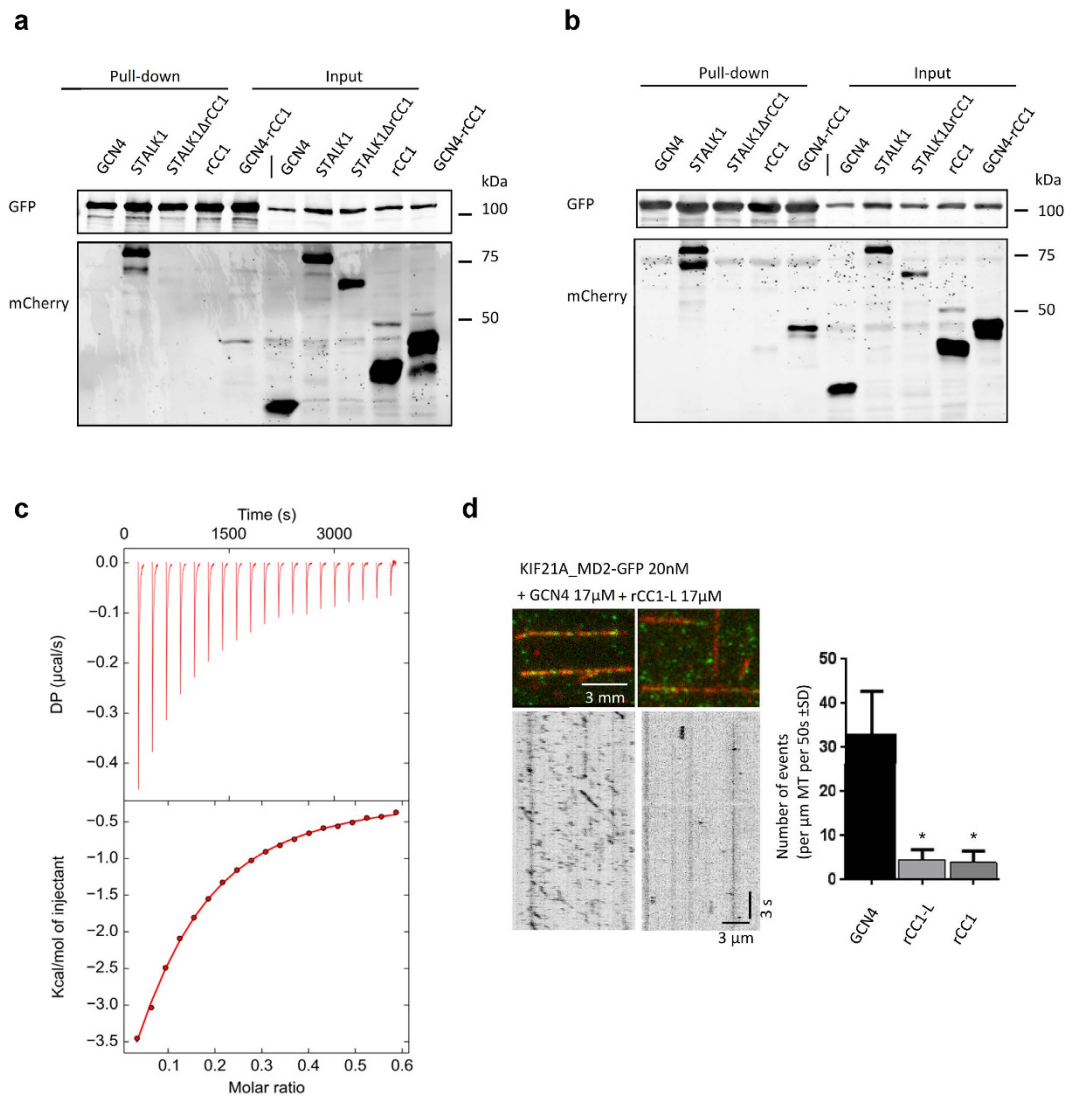 a
Pull-down Input
GCN4 STALK1 STALK1ΔrCC1 rCC1 GCN4-rCC1 GCN4 STALK1 STALK1ΔrCC1 rCC1 GCN4-rCC1
kDa
GFP
100
75
mCherry
50
b
Pull-down Input
GCN4 STALK1 STALK1ΔrCC1 rCC1 GCN4-rCC1 GCN4 STALK1 STALK1ΔrCC1 rCC1 GCN4-rCC1
kDa
GFP
100
75
mCherry
50
c
Time (s)
0 1500 3000
0.0
−0.1
−0.2
−0.3
−0.4
DP (µcal/s)
−0.5
−1.0
−1.5
−2.0
−2.5
−3.0
−3.5
Kcal/mol of injectant
0.1 0.2 0.3 0.4 0.5 0.6
Molar ratio
d
KIF21A_MD2-GFP 20nM
+ GCN4 17µM + rCC1-L 17µM
3 mm
3 s
3 µm
Number of events
(per µm MT per 50s ±SD)
50
40
30
20
10
0
* *
GCN4 rCC1-L rCC1